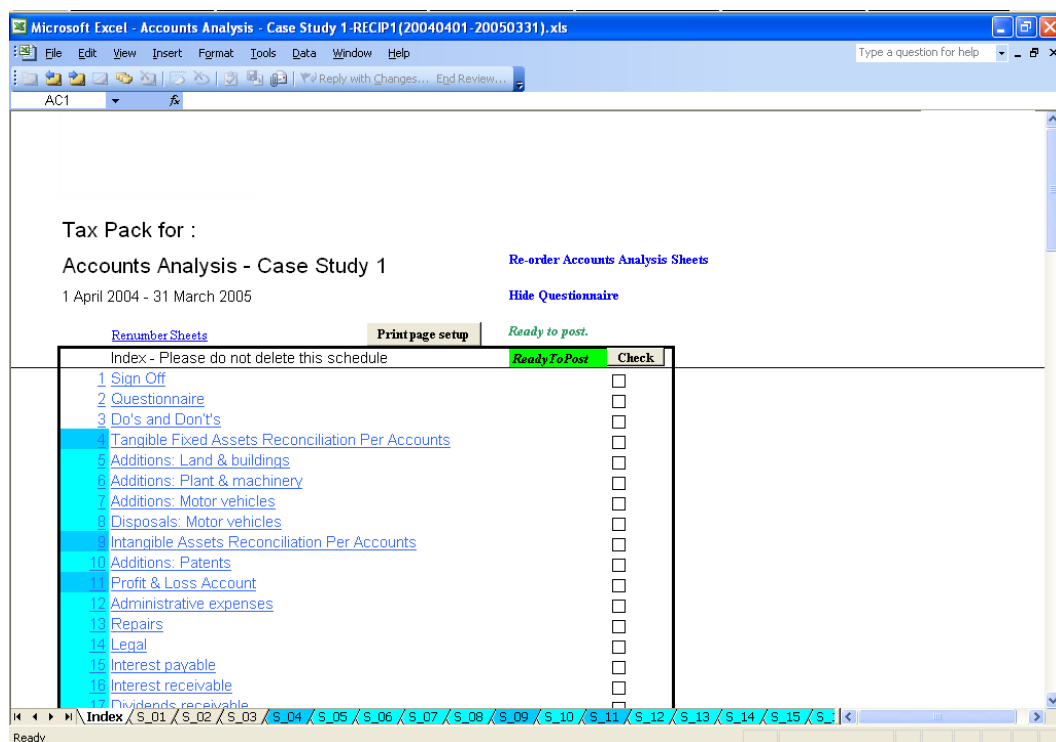 Microsoft Excel - Accounts Analysis - Case Study 1-RECIP1(20040401-20050331).xls
File Edit View Insert Format Tools Data Window Help Type a question for help
Reply with Changes... End Review...
AC1 fx
Tax Pack for :
Accounts Analysis - Case Study 1
Re-order Accounts Analysis Sheets
1 April 2004 - 31 March 2005
Hide Questionnaire
Renumber Sheets
Print page setup
Ready to post.
Index - Please do not delete this schedule
ReadyToPost
Check
1 Sign Off
2 Questionnaire
3 Do's and Don't's
4 Tangible Fixed Assets Reconciliation Per Accounts
5 Additions: Land & buildings
6 Additions: Plant & machinery
7 Additions: Motor vehicles
8 Disposals: Motor vehicles
9 Intangible Assets Reconciliation Per Accounts
10 Additions: Patents
11 Profit & Loss Account
12 Administrative expenses
13 Repairs
14 Legal
15 Interest payable
16 Interest receivable
17 Dividends receivable
Index S_01 S_02 S_03 S_04 S_05 S_06 S_07 S_08 S_09 S_10 S_11 S_12 S_13 S_14 S_15 S_
Ready